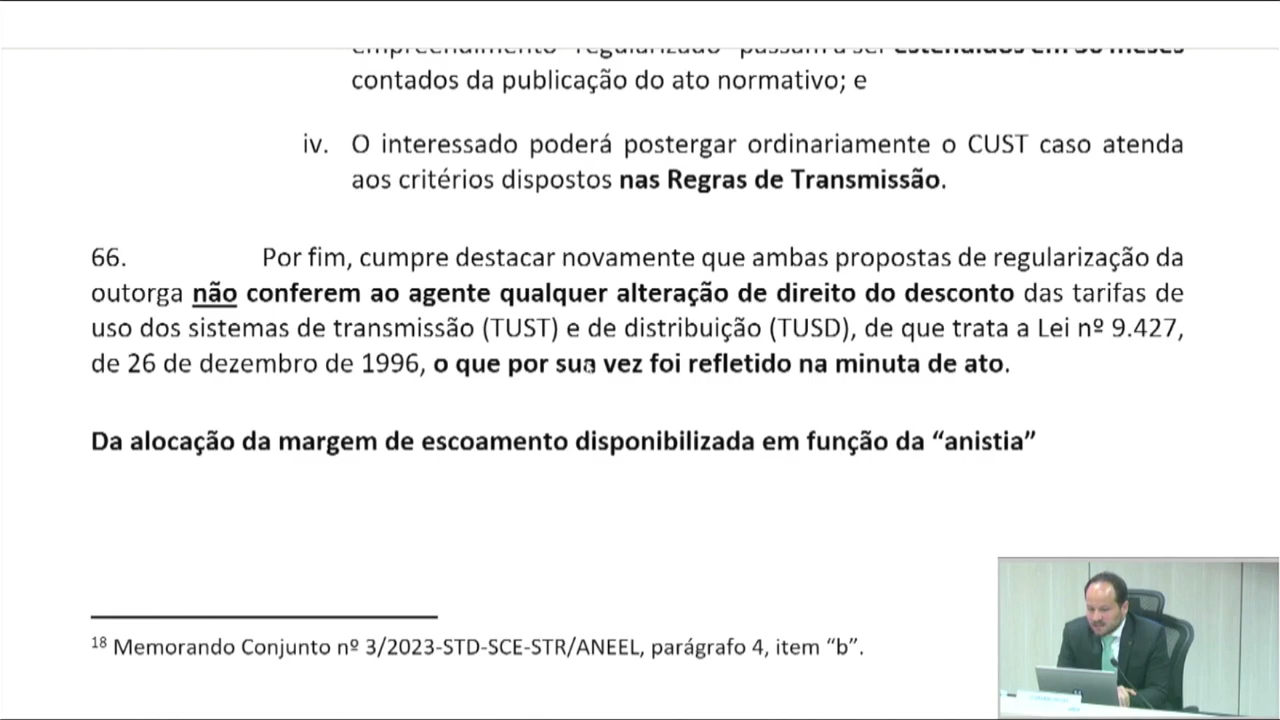 contados da publicação do ato normativo; e
iv. O interessado poderá postergar ordinariamente o CUST caso atenda
aos critérios dispostos nas Regras de Transmissão.
66. Por fim, cumpre destacar novamente que ambas propostas de regularização da
outorga não conferem ao agente qualquer alteração de direito do desconto das tarifas de
uso dos sistemas de transmissão (TUST) e de distribuição (TUSD), de que trata a Lei nº 9.427,
de 26 de dezembro de 1996, o que por sua vez foi refletido na minuta de ato.
Da alocação da margem de escoamento disponibilizada em função da “anistia”
18 Memorando Conjunto nº 3/2023-STD-SCE-STR/ANEEL, parágrafo 4, item “b”.